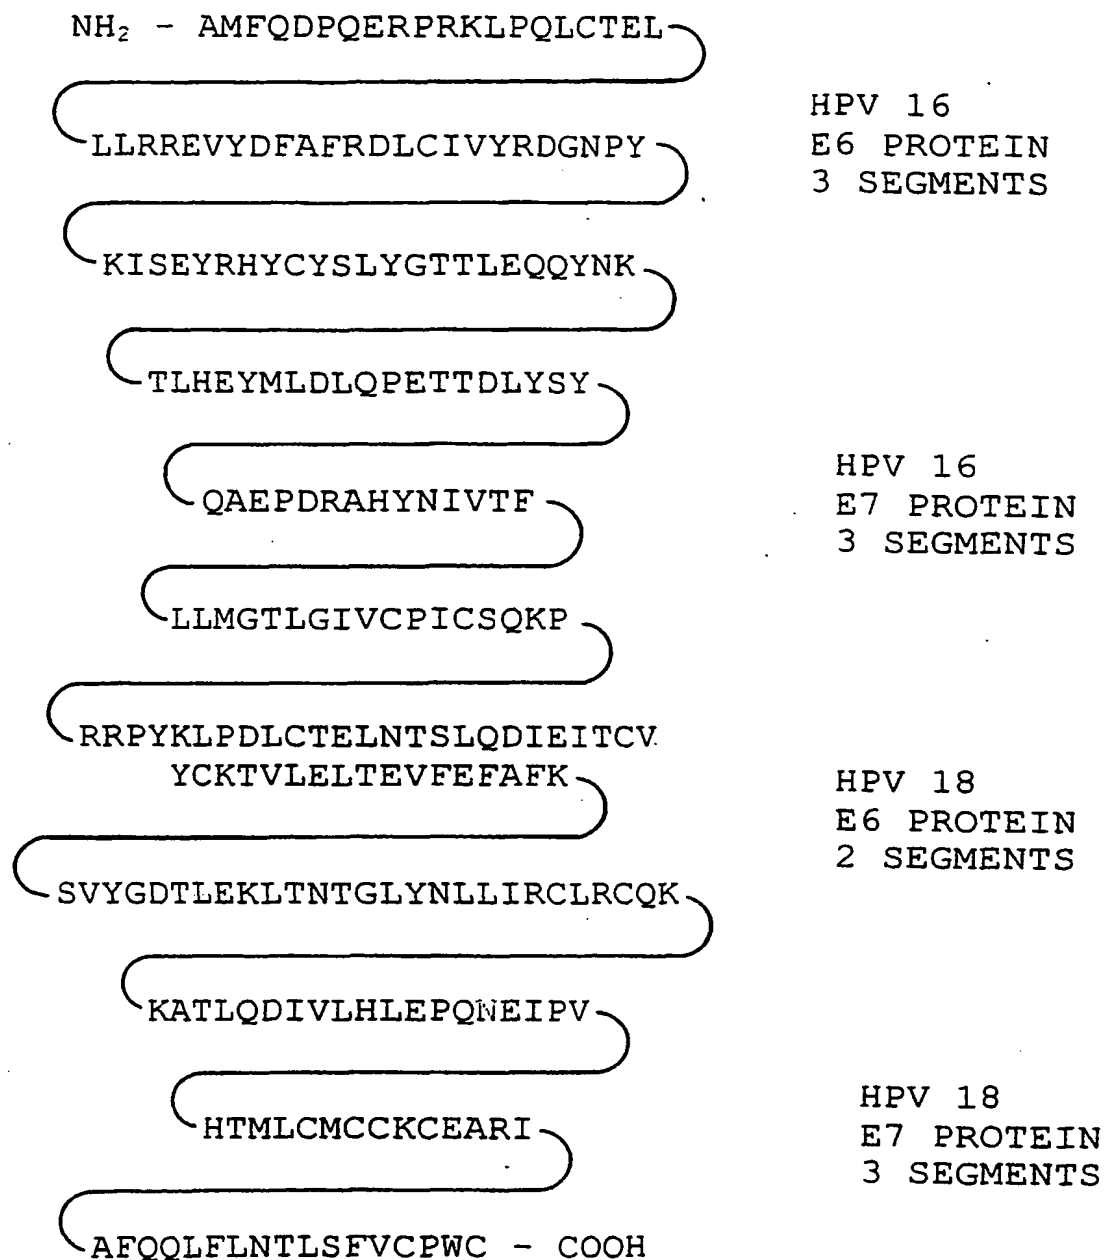 NH₂ - AMFQDPQERPRKLPQLCTEL
LLRREVYDFAFRDLCIVYRDGNPY
HPV 16
E6 PROTEIN
3 SEGMENTS
KISEYRHYCYSLYGTTLEQQYNK
TLHEYMLDLQPETTDLYSY
QAEPDRAHYNIVTF
HPV 16
E7 PROTEIN
3 SEGMENTS
LLMGTLGIVCPICSQKP
RRPYKLPDLCTELNTSLQDIEITCV
YCKTVLELTEVFEFAFK
HPV 18
E6 PROTEIN
2 SEGMENTS
SVYGDTLEKLTNTGLYNLLIRCLRCQK
KATLQDIVLHLEPQNEIPV
HTMLCMCCKCEARI
HPV 18
E7 PROTEIN
3 SEGMENTS
AFQQLFLNTLSFVCPWC - COOH